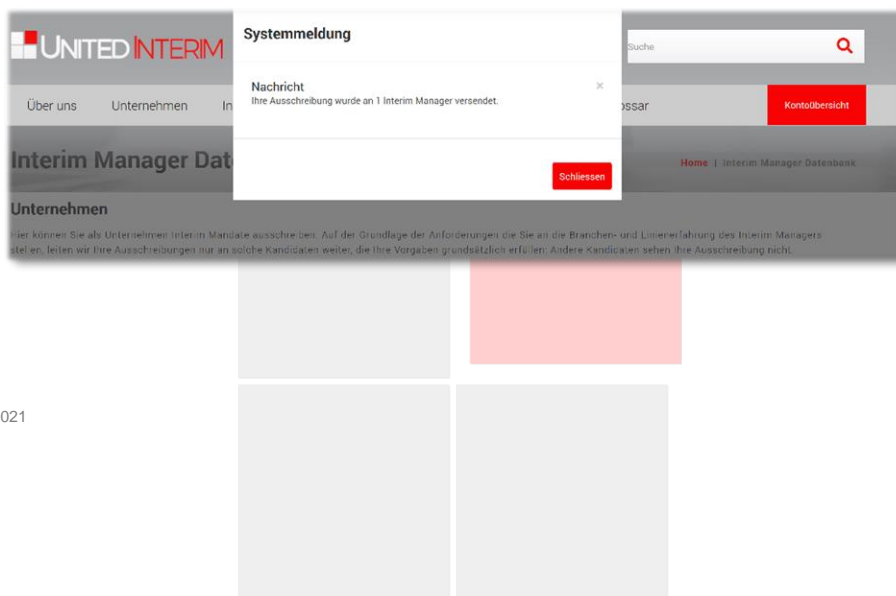 UNITED INTERIM
Systemmeldung
Suche
Nachricht
×
Ihre Ausschreibung wurde an 1 Interim Manager versendet.
Über uns Unternehmen In
ossar
Kontoübersicht
Schliessen
Interim Manager Dat
Home | Interim Manager Datenbank
Unternehmen
Hier können Sie als Unternehmen Interim Mandate ausschreiben. Auf der Grundlage der Anforderungen die Sie an die Branchen- und Linienerfahrung des Interim Managers
stellen, leiten wir Ihre Ausschreibungen nur an solche Kandidaten weiter, die Ihre Vorgaben grundsätzlich erfüllen. Andere Kandidaten sehen Ihre Ausschreibung nicht.
021